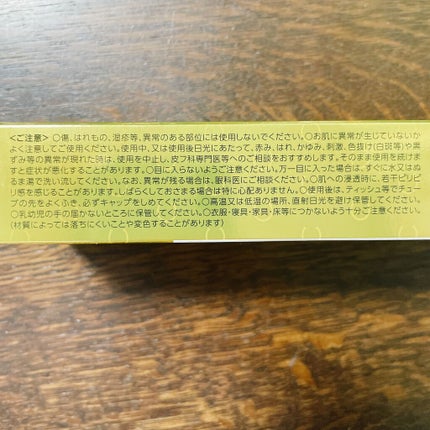 <ご注意> ○傷、はれもの、湿疹等、異常のある部位には使用しないでください。○お肌に異常が生じていないか
よく注意してご使用ください。使用中、又は使用後日光にあたって、赤み、はれ、かゆみ、刺激、色抜け(白斑等)や黒
ずみ等の異常が現れた時は、使用を中止し、皮フ科専門医等へのご相談をおすすめします。そのまま使用を続けま
すと症状が悪化することがあります。○目に入らないようご注意ください。万一目に入った場合は、すぐに水又はぬ
るま湯で洗い流してください。なお、異常が残る場合は、眼科医にご相談ください。○肌への浸透時に、若干ピリピ
リ感を感じることがあります。しばらくしておさまる場合は特に心配ありません。○使用後は、ティッシュ等でチュー
ブの先をよくふき、必ずキャップをしめてください。○高温又は低温の場所、直射日光を避け保管してください。
○乳幼児の手の届かないところに保管してください。○衣服・寝具・家具・床等につかないよう十分ご注意ください。
(材質によっては落ちにくいことや変色することがあります)